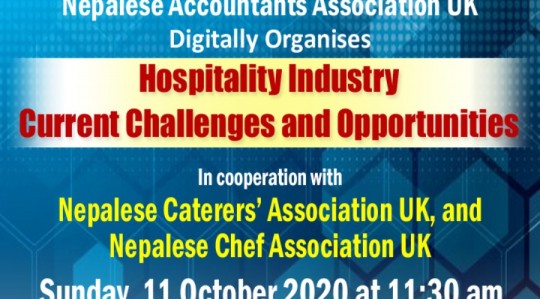 Nepalese Accountants Association UK
Digitally Organises
Hospitality Industry
Current Challenges and Opportunities
In cooperation with
Nepalese Caterers’ Association UK, and
Nepalese Chef Association UK
Sunday, 11 October 2020 at 11:30 am